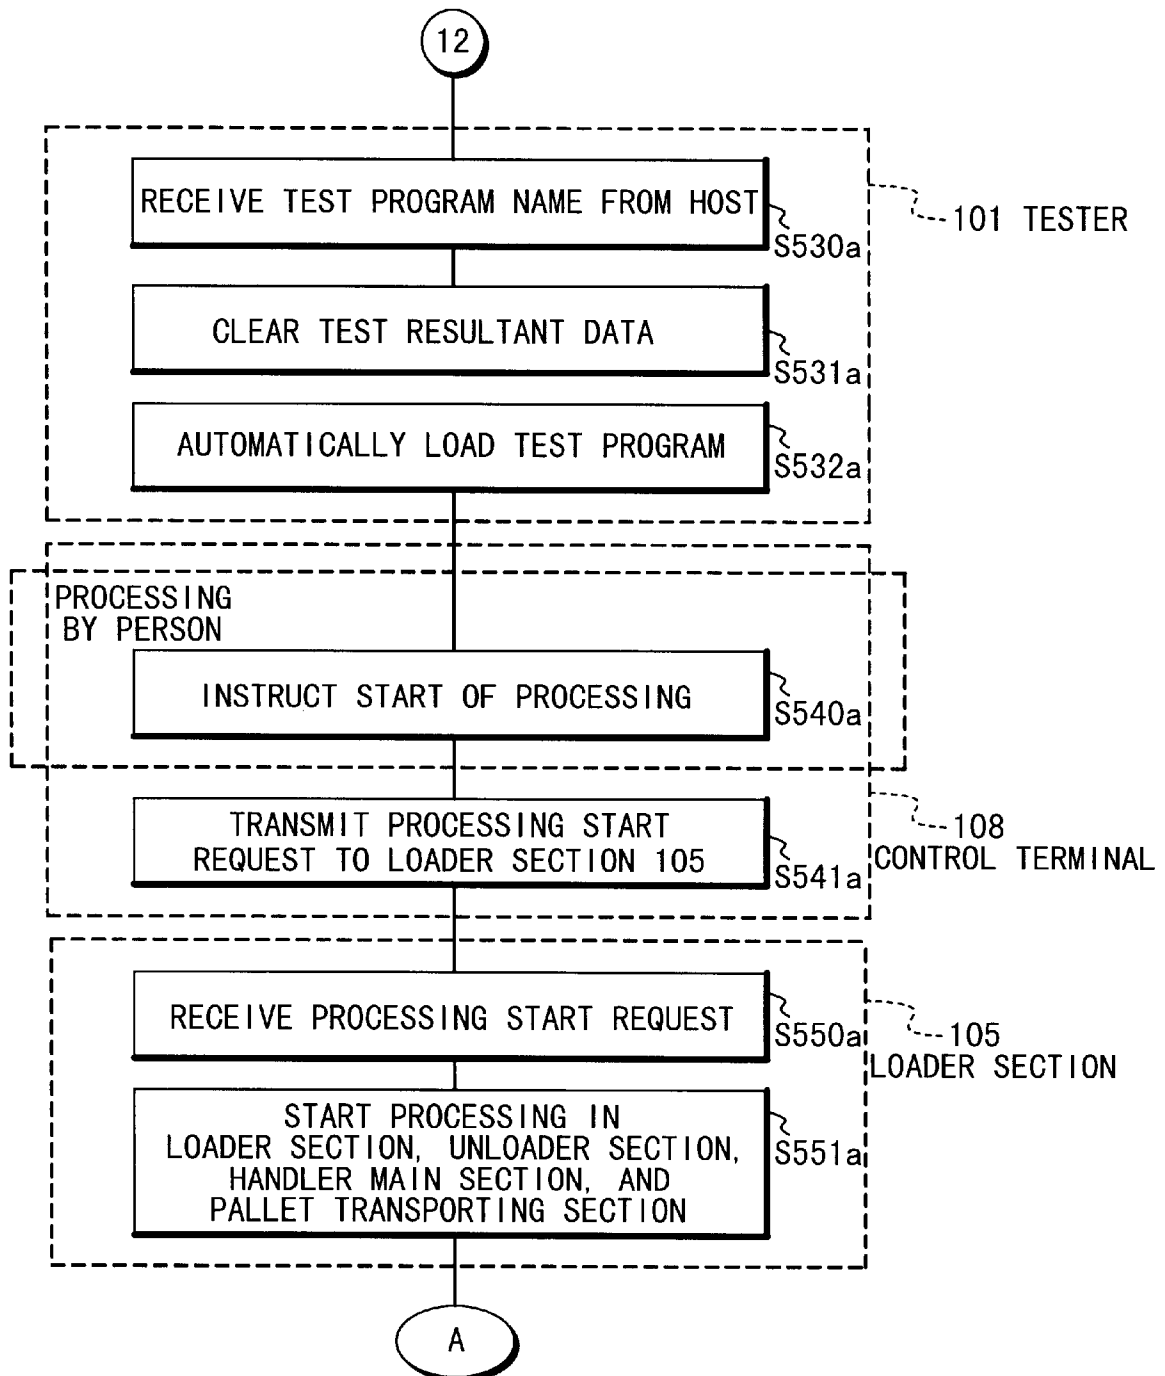 12
RECEIVE TEST PROGRAM NAME FROM HOST
S530a
101 TESTER
CLEAR TEST RESULTANT DATA
S531a
AUTOMATICALLY LOAD TEST PROGRAM
S532a
PROCESSING
BY PERSON
INSTRUCT START OF PROCESSING
S540a
TRANSMIT PROCESSING START
REQUEST TO LOADER SECTION 105
S541a
108
CONTROL TERMINAL
RECEIVE PROCESSING START REQUEST
S550a
105
LOADER SECTION
START PROCESSING IN
LOADER SECTION, UNLOADER SECTION,
HANDLER MAIN SECTION, AND
PALLET TRANSPORTING SECTION
S551a
A